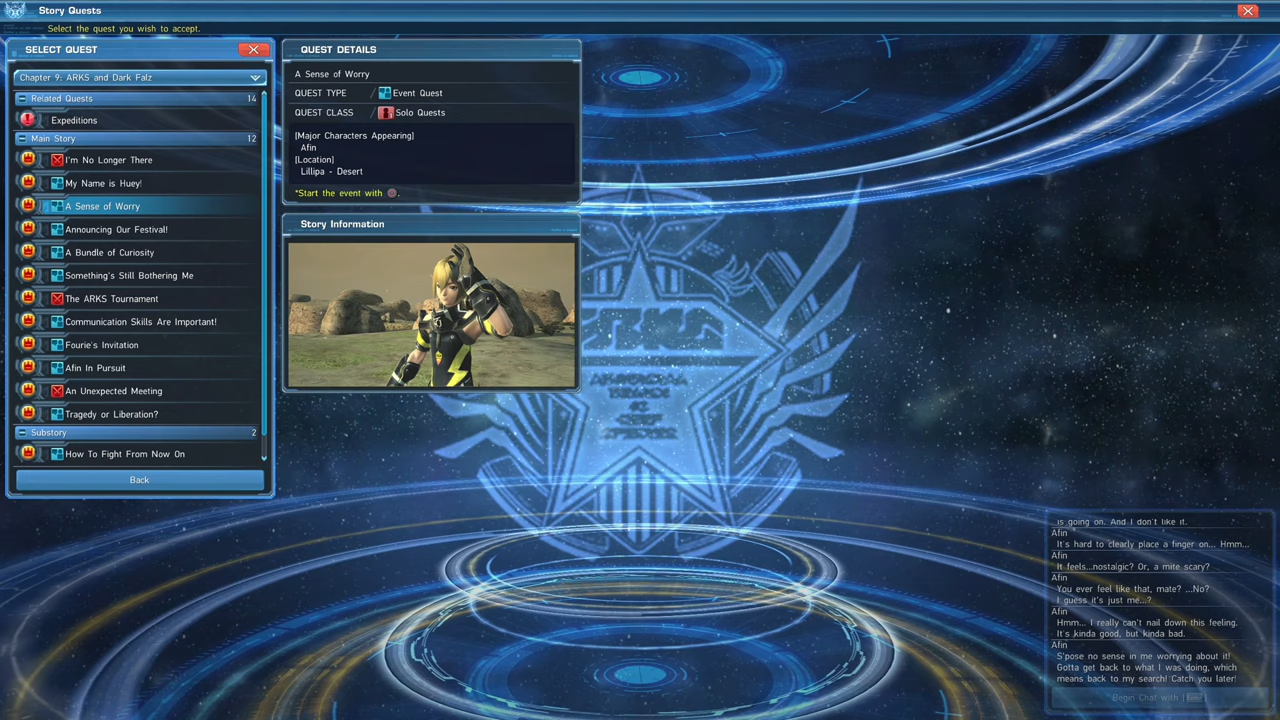 Story Quests
Select the quest you wish to accept.
SELECT QUEST
Chapter 9: ARKS and Dark Falz
Related Quests 14
Expeditions
Main Story 12
I'm No Longer There
My Name is Huey!
A Sense of Worry
Announcing Our Festival!
A Bundle of Curiosity
Something's Still Bothering Me
The ARKS Tournament
Communication Skills Are Important!
Fourie's Invitation
Afin In Pursuit
An Unexpected Meeting
Tragedy or Liberation?
Substory 2
How To Fight From Now On
Back
QUEST DETAILS
A Sense of Worry
QUEST TYPE / Event Quest
QUEST CLASS / Solo Quests
[Major Characters Appearing]
Afin
[Location]
Lillipa - Desert
*Start the event with .
Story Information
ARKS
is going on. And I don't like it.
Afin
It's hard to clearly place a finger on... Hmm...
Afin
It feels...nostalgic? Or, a mite scary?
Afin
You ever feel like that, mate? ...No?
I guess it's just me...?
Afin
Hmm... I really can't nail down this feeling.
It's kinda good, but kinda bad.
Afin
S'pose no sense in me worrying about it!
Gotta get back to what I was doing, which
means back to my search! Catch you later!
Begin Chat with [Enter]